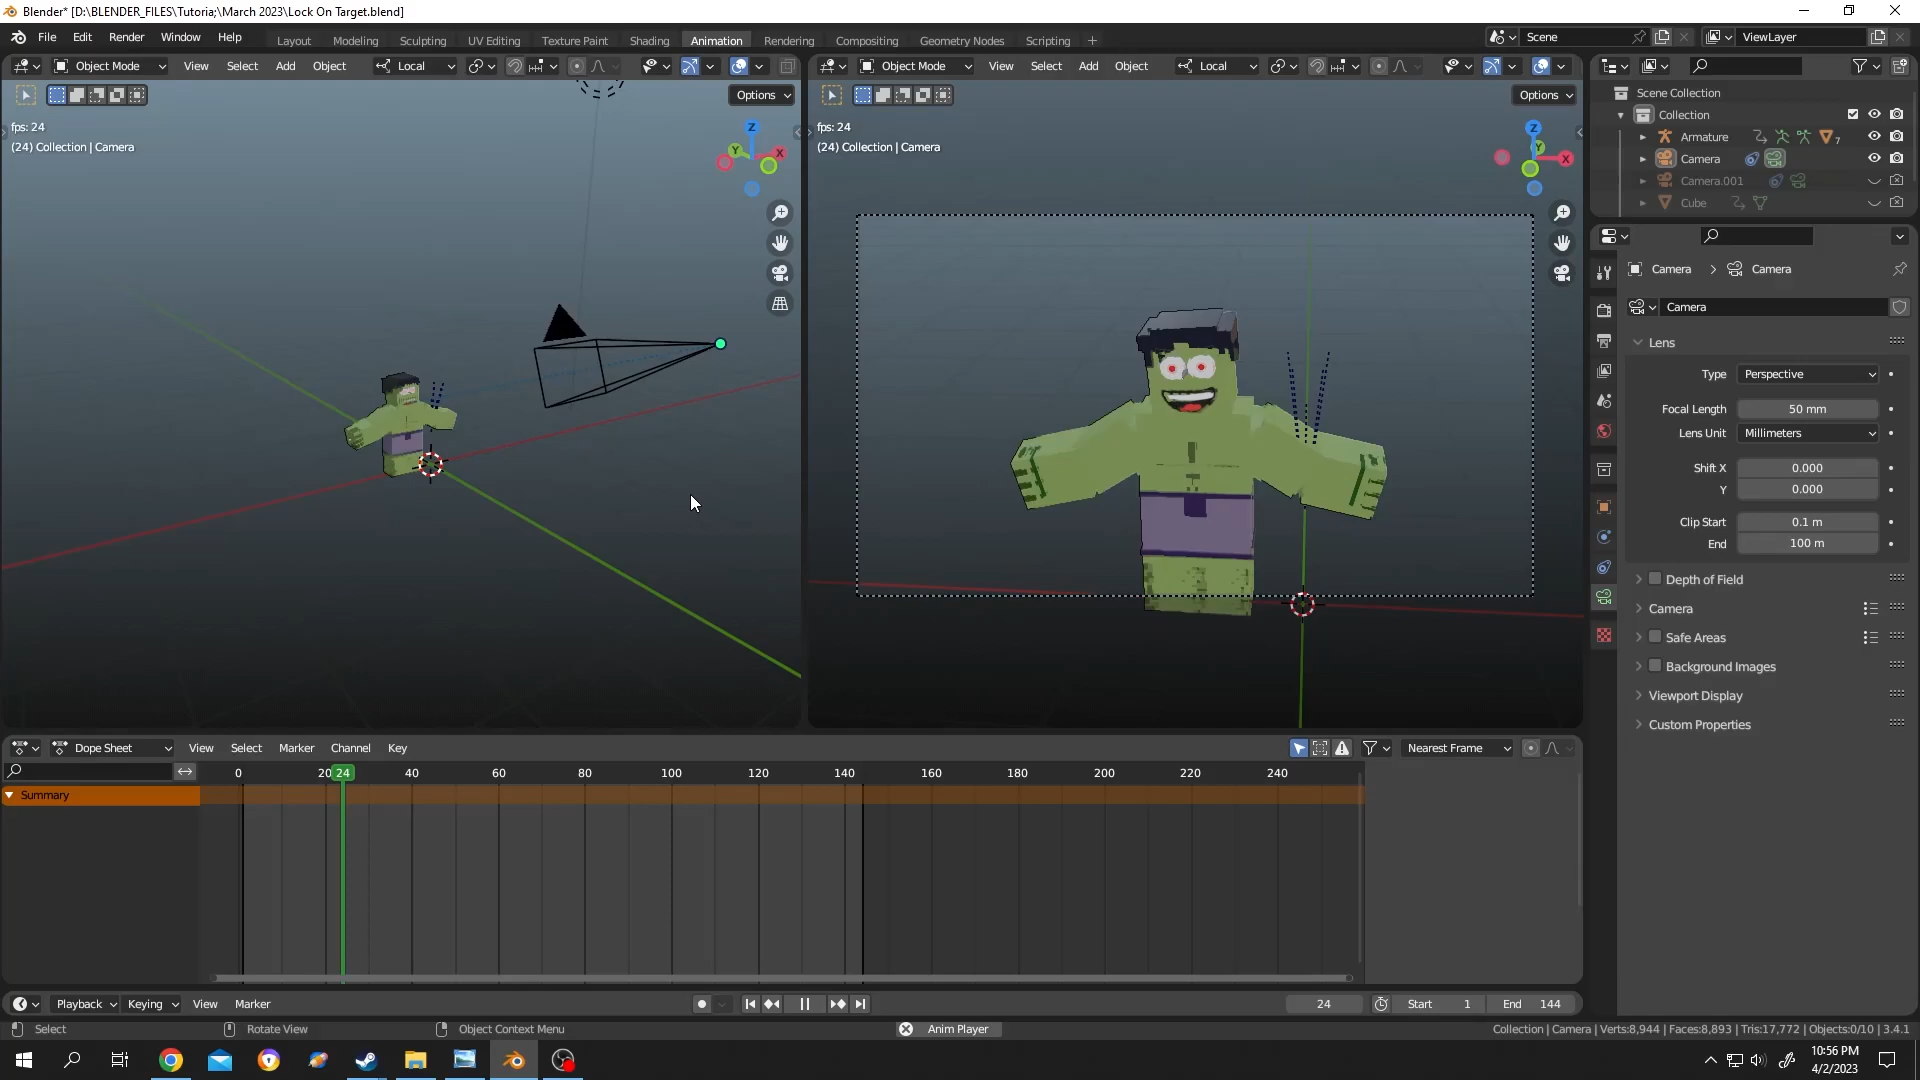 Blender* [D:\BLENDER_FILES\Tutoria;\March 2023\Lock On Target.blend]
File Edit Render Window Help
Layout Modeling Sculpting UV Editing Texture Paint Shading Animation Rendering Compositing Geometry Nodes Scripting +
Scene ViewLayer
Object Mode View Select Add Object Local
Object Mode View Select Add Object Local
Options
Options
fps: 24
(24) Collection | Camera
fps: 24
(24) Collection | Camera
Z
Y
X
Z
Y
X
Scene Collection
Collection
Armature 7
Camera
Camera.001
Cube
Camera > Camera
Camera
Lens
Type Perspective
Focal Length 50 mm
Lens Unit Millimeters
Shift X 0.000
Y 0.000
Clip Start 0.1 m
End 100 m
Depth of Field
Camera
Safe Areas
Background Images
Viewport Display
Custom Properties
Dope Sheet View Select Marker Channel Key Nearest Frame
0 20 24 40 60 80 100 120 140 160 180 200 220 240
Summary
Playback Keying View Marker 24 Start 1 End 144
Select Rotate View Object Context Menu Anim Player Collection | Camera | Verts:8,944 | Faces:8,893 | Tris:17,772 | Objects:0/10 | 3.4.1
10:56 PM
4/2/2023